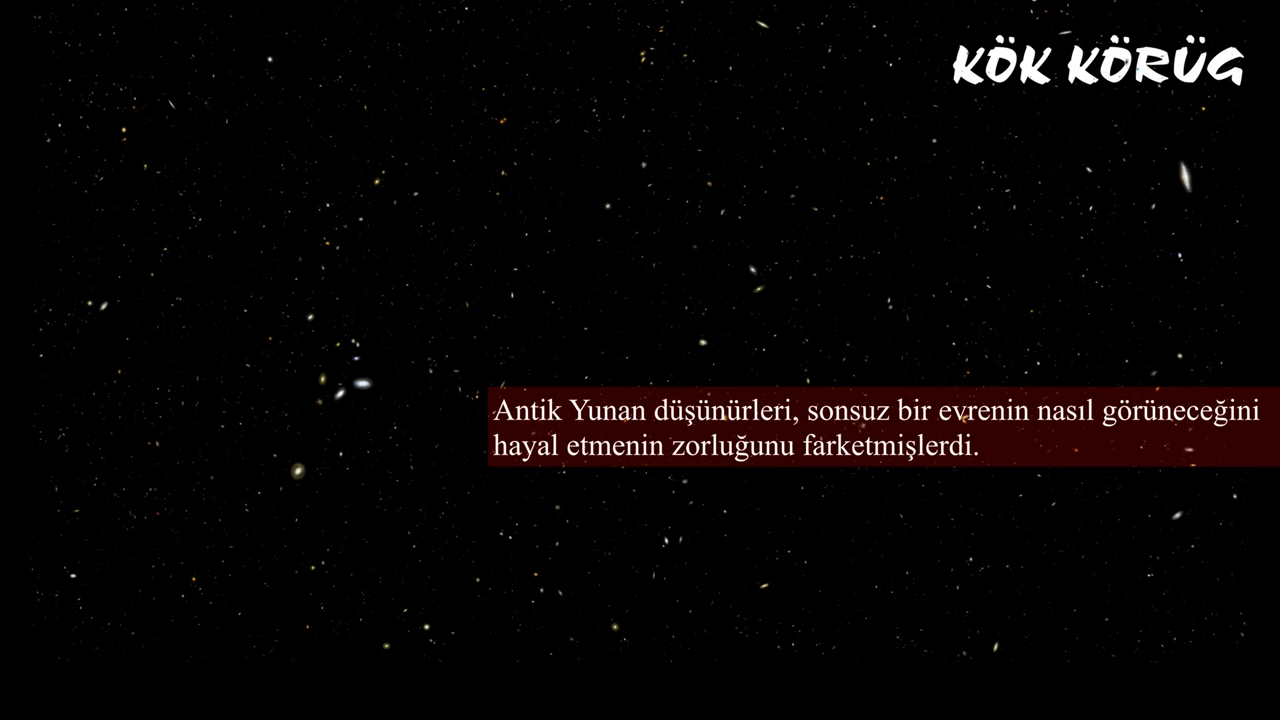 KÖK KÖRÜG
Antik Yunan düşünürleri, sonsuz bir evrenin nasıl görüneceğini
hayal etmenin zorluğunu farketmişlerdi.